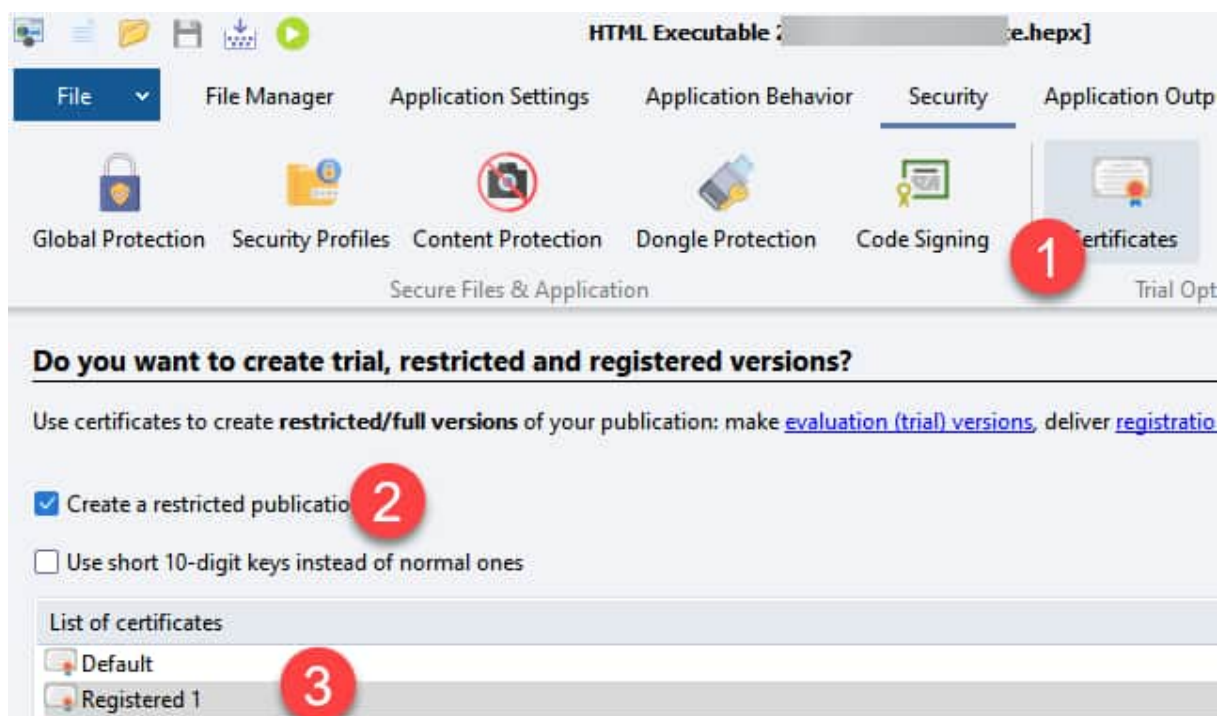 HTML Executable 2 e.hepx]
File File Manager Application Settings Application Behavior Security Application Outp
Global Protection Security Profiles Content Protection Dongle Protection Code Signing 1 ertificates
Secure Files & Application Trial Opt
Do you want to create trial, restricted and registered versions?
Use certificates to create restricted/full versions of your publication: make evaluation (trial) versions, deliver registratio
Create a restricted publicatio 2
Use short 10-digit keys instead of normal ones
List of certificates
Default
Registered 1 3